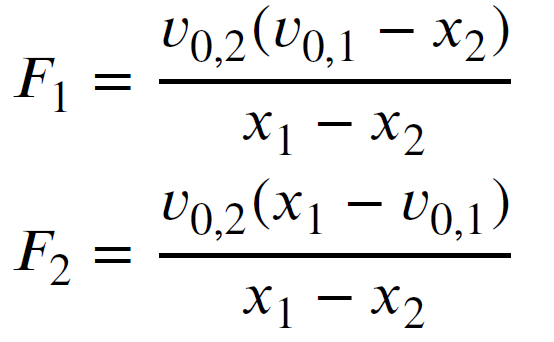 F₁ = v₀,₂(v₀,₁ − x₂) / x₁ − x₂
F₂ = v₀,₂(x₁ − v₀,₁) / x₁ − x₂